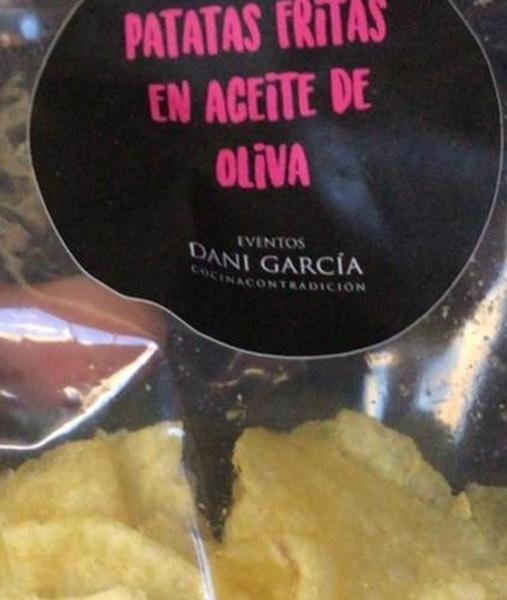 PATATAS FRITAS
EN ACEITE DE
OLIVA
EVENTOS
DANI GARCÍA
COCINACONTRADICIÓN